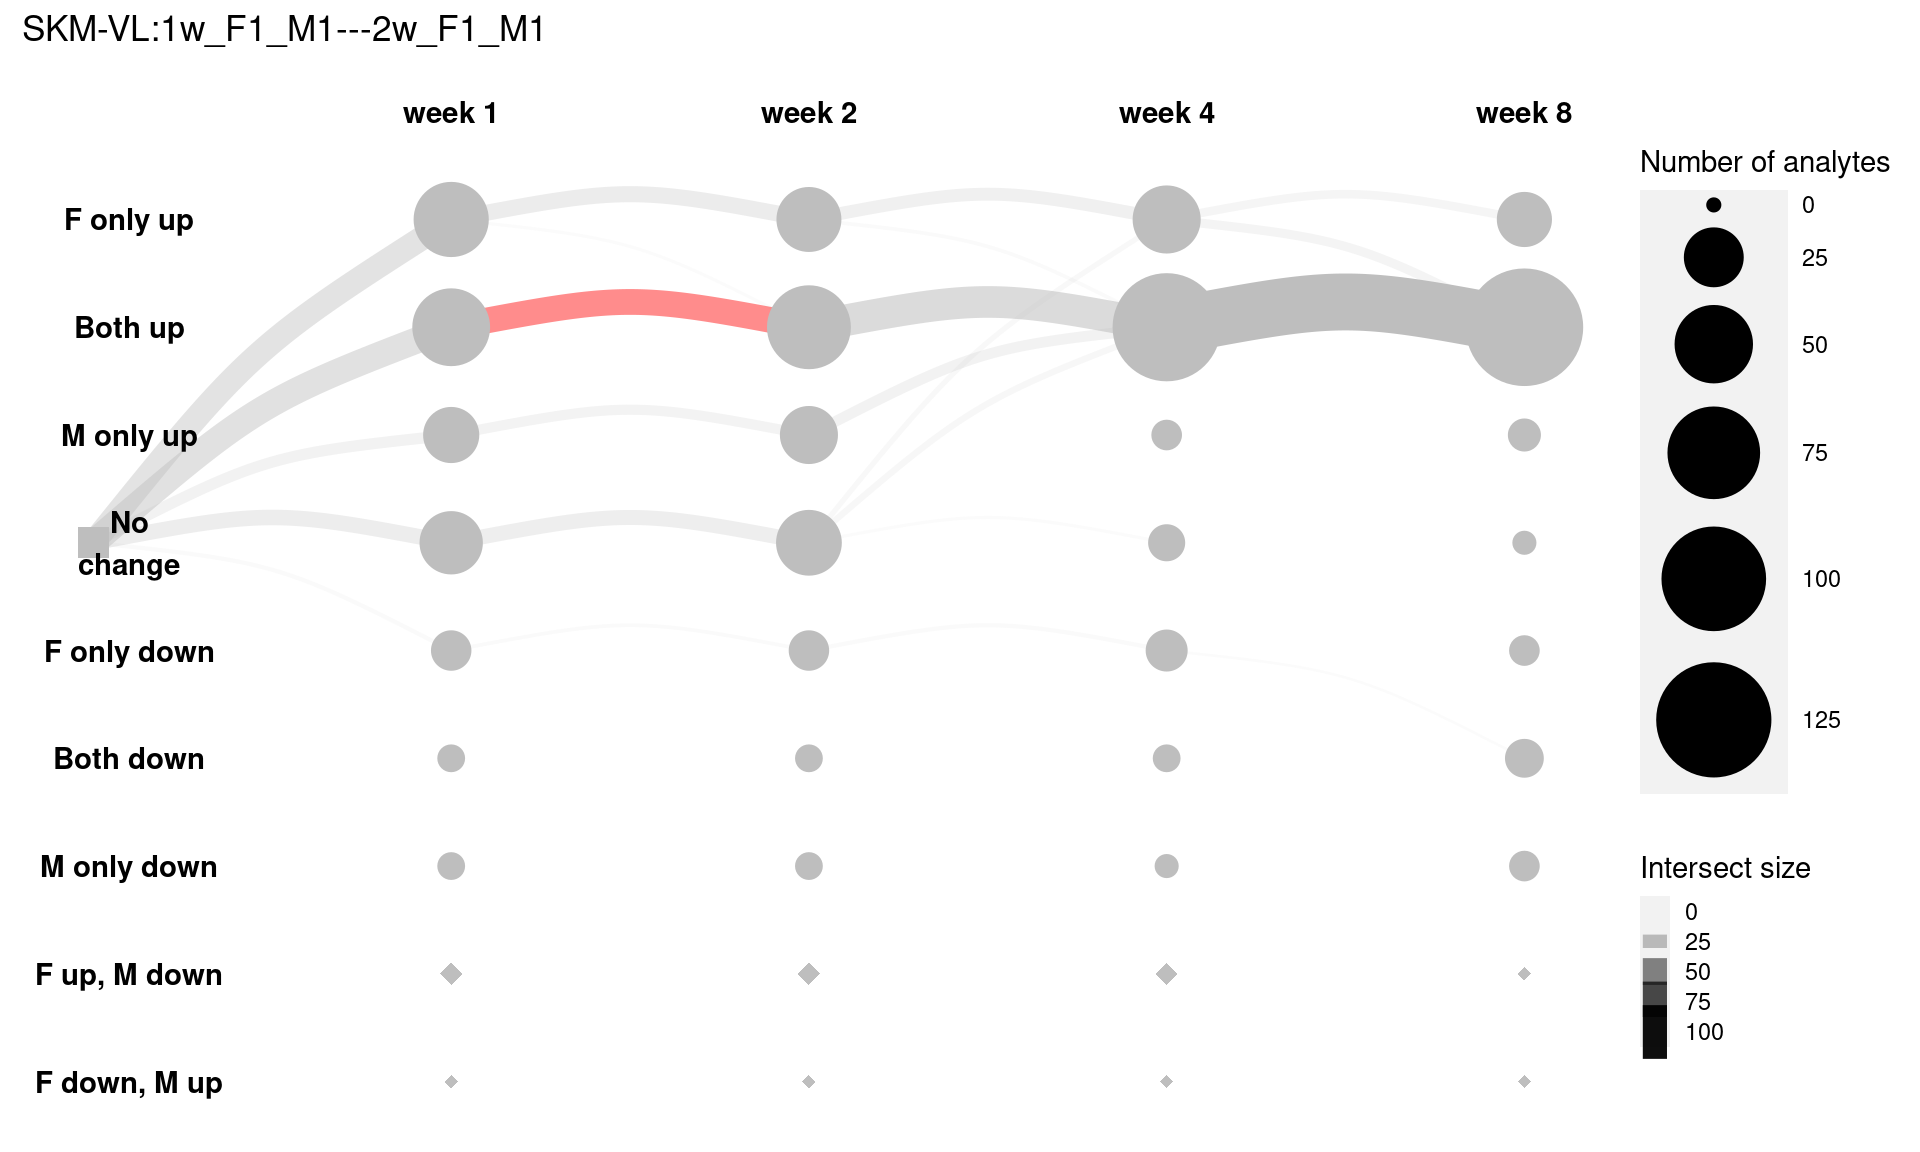 SKM-VL:1w_F1_M1---2w_F1_M1
week 1
week 2
week 4
week 8
F only up
Both up
M only up
No
change
F only down
Both down
M only down
F up, M down
F down, M up
Number of analytes
0
25
50
75
100
125
Intersect size
0
25
50
75
100